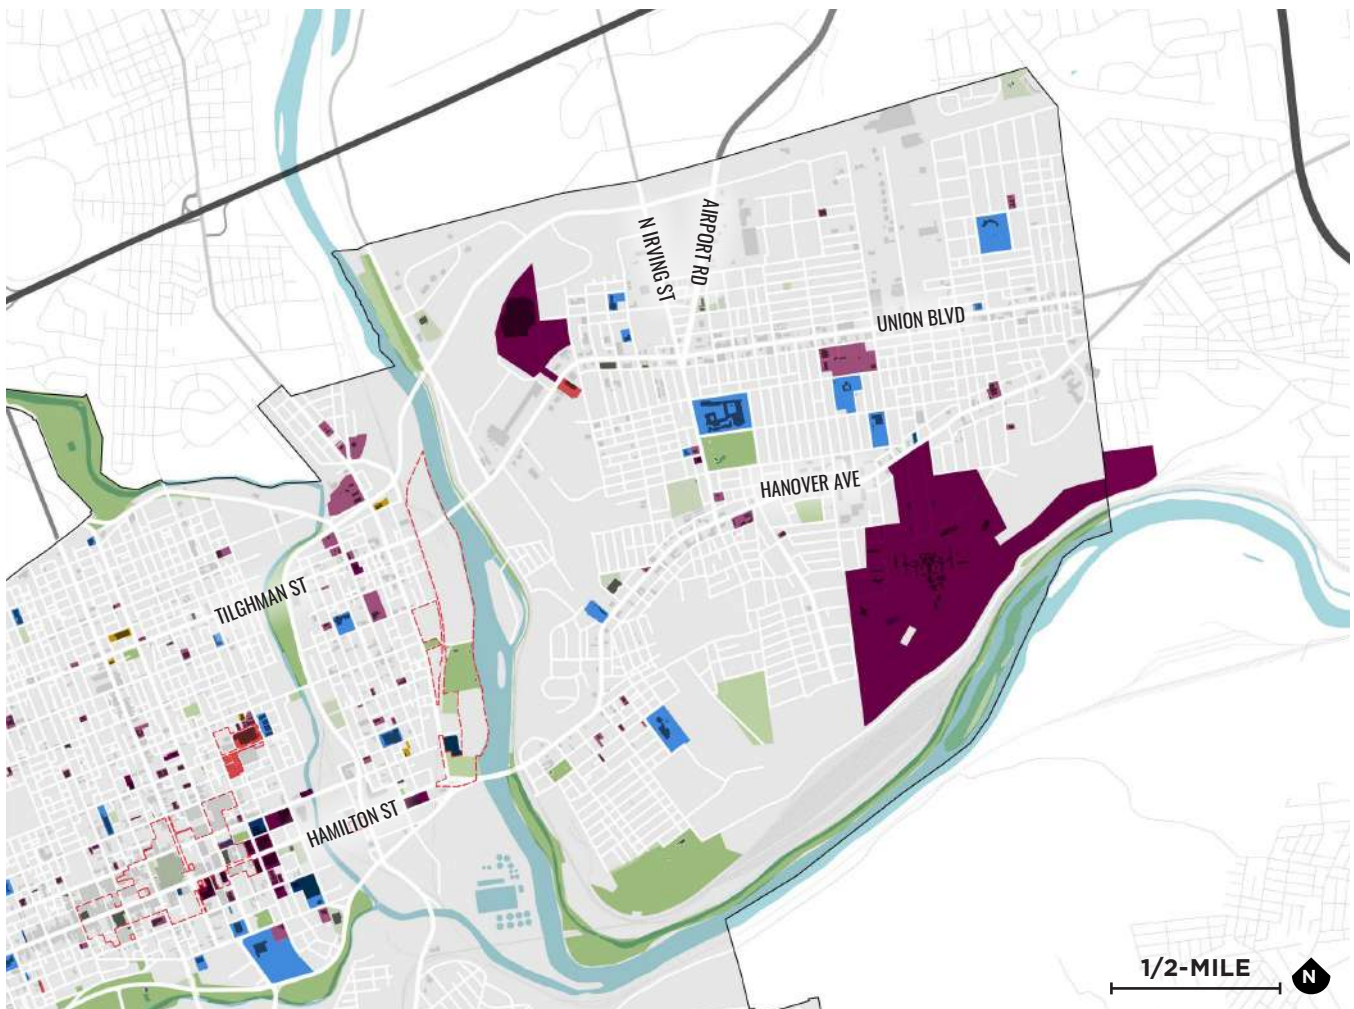 N IRVING ST
AIRPORT RD
UNION BLVD
HANOVER AVE
TILGHMAN ST
HAMILTON ST
1/2-MILE
N